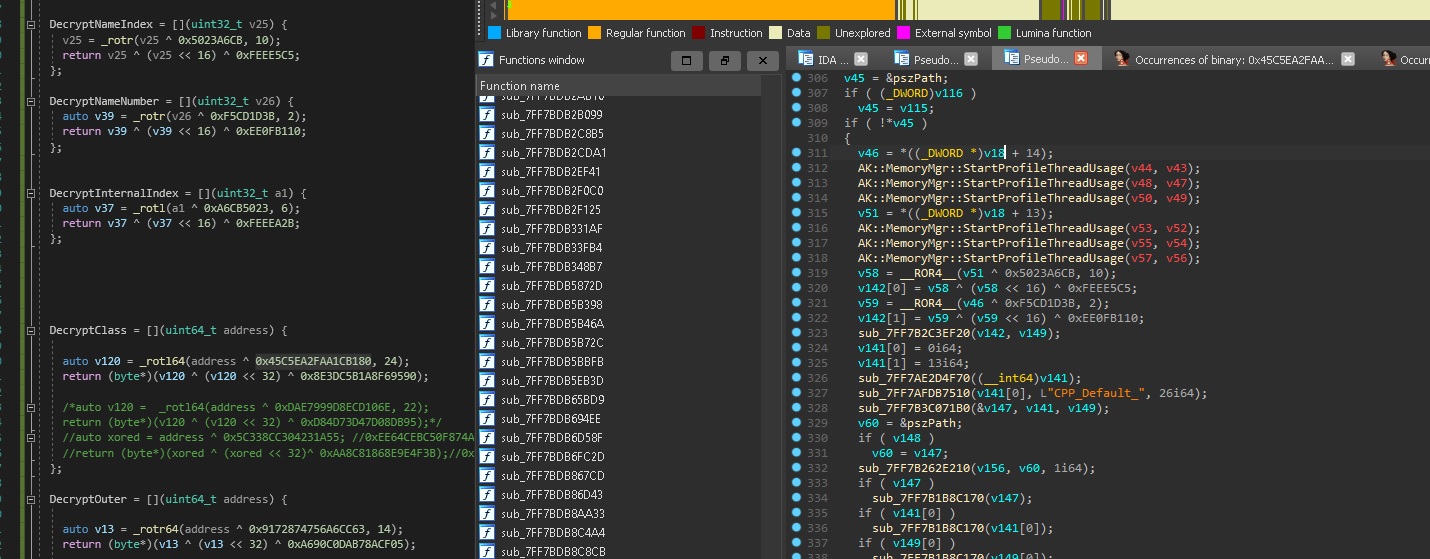 DecryptNameIndex = [](uint32_t v25) {
v25 = _rotr(v25 ^ 0x5023A6CB, 10);
return v25 ^ (v25 << 16) ^ 0xFEEE5C5;
};
DecryptNameNumber = [](uint32_t v26) {
auto v39 = _rotr(v26 ^ 0xF5CD1D3B, 2);
return v39 ^ (v39 << 16) ^ 0xEE0FB110;
};
DecryptInternalIndex = [](uint32_t a1) {
auto v37 = _rotl(a1 ^ 0xA6CB5023, 6);
return v37 ^ (v37 << 16) ^ 0xFEEEA2B;
};
DecryptClass = [](uint64_t address) {
auto v120 = _rotl64(address ^ 0x45C5EA2FAA1CB180, 24);
return (byte*)(v120 ^ (v120 << 32) ^ 0x8E3DC5B1A8F69590);
/*auto v120 = _rotl64(address ^ 0xDAE7999D8ECD106E, 22);
return (byte*)(v120 ^ (v120 << 32) ^ 0xD84D73D47D08DB95);*/
//auto xored = address ^ 0x5C338CC304231A55; //0xEE64CEBC50F874A
//return (byte*)(xored ^ (xored << 32)^ 0xAA8C81868E9E4F3B);//0x
};
DecryptOuter = [](uint64_t address) {
auto v13 = _rotr64(address ^ 0x9172874756A6CC63, 14);
return (byte*)(v13 ^ (v13 << 32) ^ 0xA690C0DAB78ACF05);
Library function Regular function Instruction Data Unexplored External symbol Lumina function
Functions window
Function name
sub_7FF7BDB2AB10
sub_7FF7BDB2B099
sub_7FF7BDB2C8B5
sub_7FF7BDB2CDA1
sub_7FF7BDB2EF41
sub_7FF7BDB2F0C0
sub_7FF7BDB2F125
sub_7FF7BDB331AF
sub_7FF7BDB33FB4
sub_7FF7BDB348B7
sub_7FF7BDB5872D
sub_7FF7BDB5B398
sub_7FF7BDB5B46A
sub_7FF7BDB5B72C
sub_7FF7BDB5BBFB
sub_7FF7BDB5EB3D
sub_7FF7BDB65BD9
sub_7FF7BDB694EE
sub_7FF7BDB6D58F
sub_7FF7BDB6FC2D
sub_7FF7BDB867CD
sub_7FF7BDB86D43
sub_7FF7BDB8AA33
sub_7FF7BDB8C4A4
sub_7FF7BDB8C8CB
IDA ... Pseudo... Pseudo... Occurrences of binary: 0x45C5EA2FAA... Occurr
306 v45 = &pszPath;
307 if ( (_DWORD)v116 )
308 v45 = v115;
309 if ( !*v45 )
310 {
311 v46 = *((_DWORD *)v18 + 14);
312 AK::MemoryMgr::StartProfileThreadUsage(v44, v43);
313 AK::MemoryMgr::StartProfileThreadUsage(v48, v47);
314 AK::MemoryMgr::StartProfileThreadUsage(v50, v49);
315 v51 = *((_DWORD *)v18 + 13);
316 AK::MemoryMgr::StartProfileThreadUsage(v53, v52);
317 AK::MemoryMgr::StartProfileThreadUsage(v55, v54);
318 AK::MemoryMgr::StartProfileThreadUsage(v57, v56);
319 v58 = __ROR4__(v51 ^ 0x5023A6CB, 10);
320 v142[0] = v58 ^ (v58 << 16) ^ 0xFEEE5C5;
321 v59 = __ROR4__(v46 ^ 0xF5CD1D3B, 2);
322 v142[1] = v59 ^ (v59 << 16) ^ 0xEE0FB110;
323 sub_7FF7B2C3EF20(v142, v149);
324 v141[0] = 0i64;
325 v141[1] = 13i64;
326 sub_7FF7AE2D4F70((__int64)v141);
327 sub_7FF7AFDB7510(v141[0], L"CPP_Default_", 26i64);
328 sub_7FF7B3C071B0(&v147, v141, v149);
329 v60 = &pszPath;
330 if ( v148 )
331 v60 = v147;
332 sub_7FF7B262E210(v156, v60, 1i64);
333 if ( v147 )
334 sub_7FF7B1B8C170(v147);
335 if ( v141[0] )
336 sub_7FF7B1B8C170(v141[0]);
337 if ( v149[0] )
338 sub_7FF7B1B8C170(v149[0]);